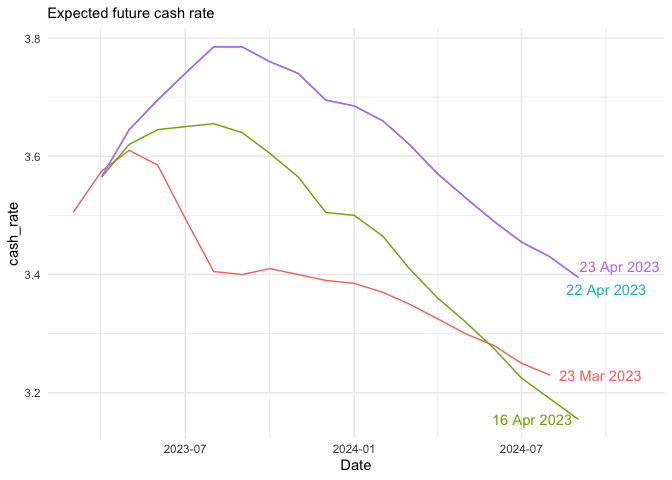 Expected future cash rate
3.8
3.6
3.4
3.2
cash_rate
23 Apr 2023
22 Apr 2023
23 Mar 2023
16 Apr 2023
2023-07
2024-01
2024-07
Date